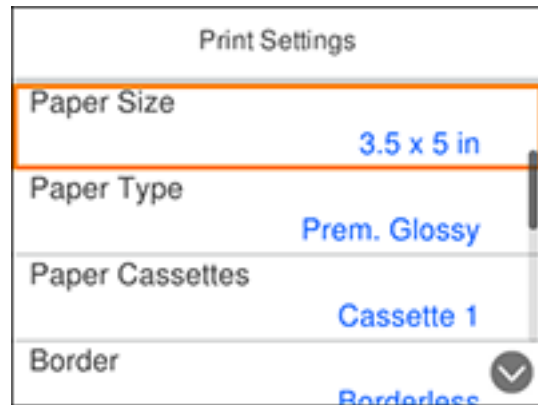 Print Settings
Paper Size
3.5 x 5 in
Paper Type
Prem. Glossy
Paper Cassettes
Cassette 1
Border
Borderless